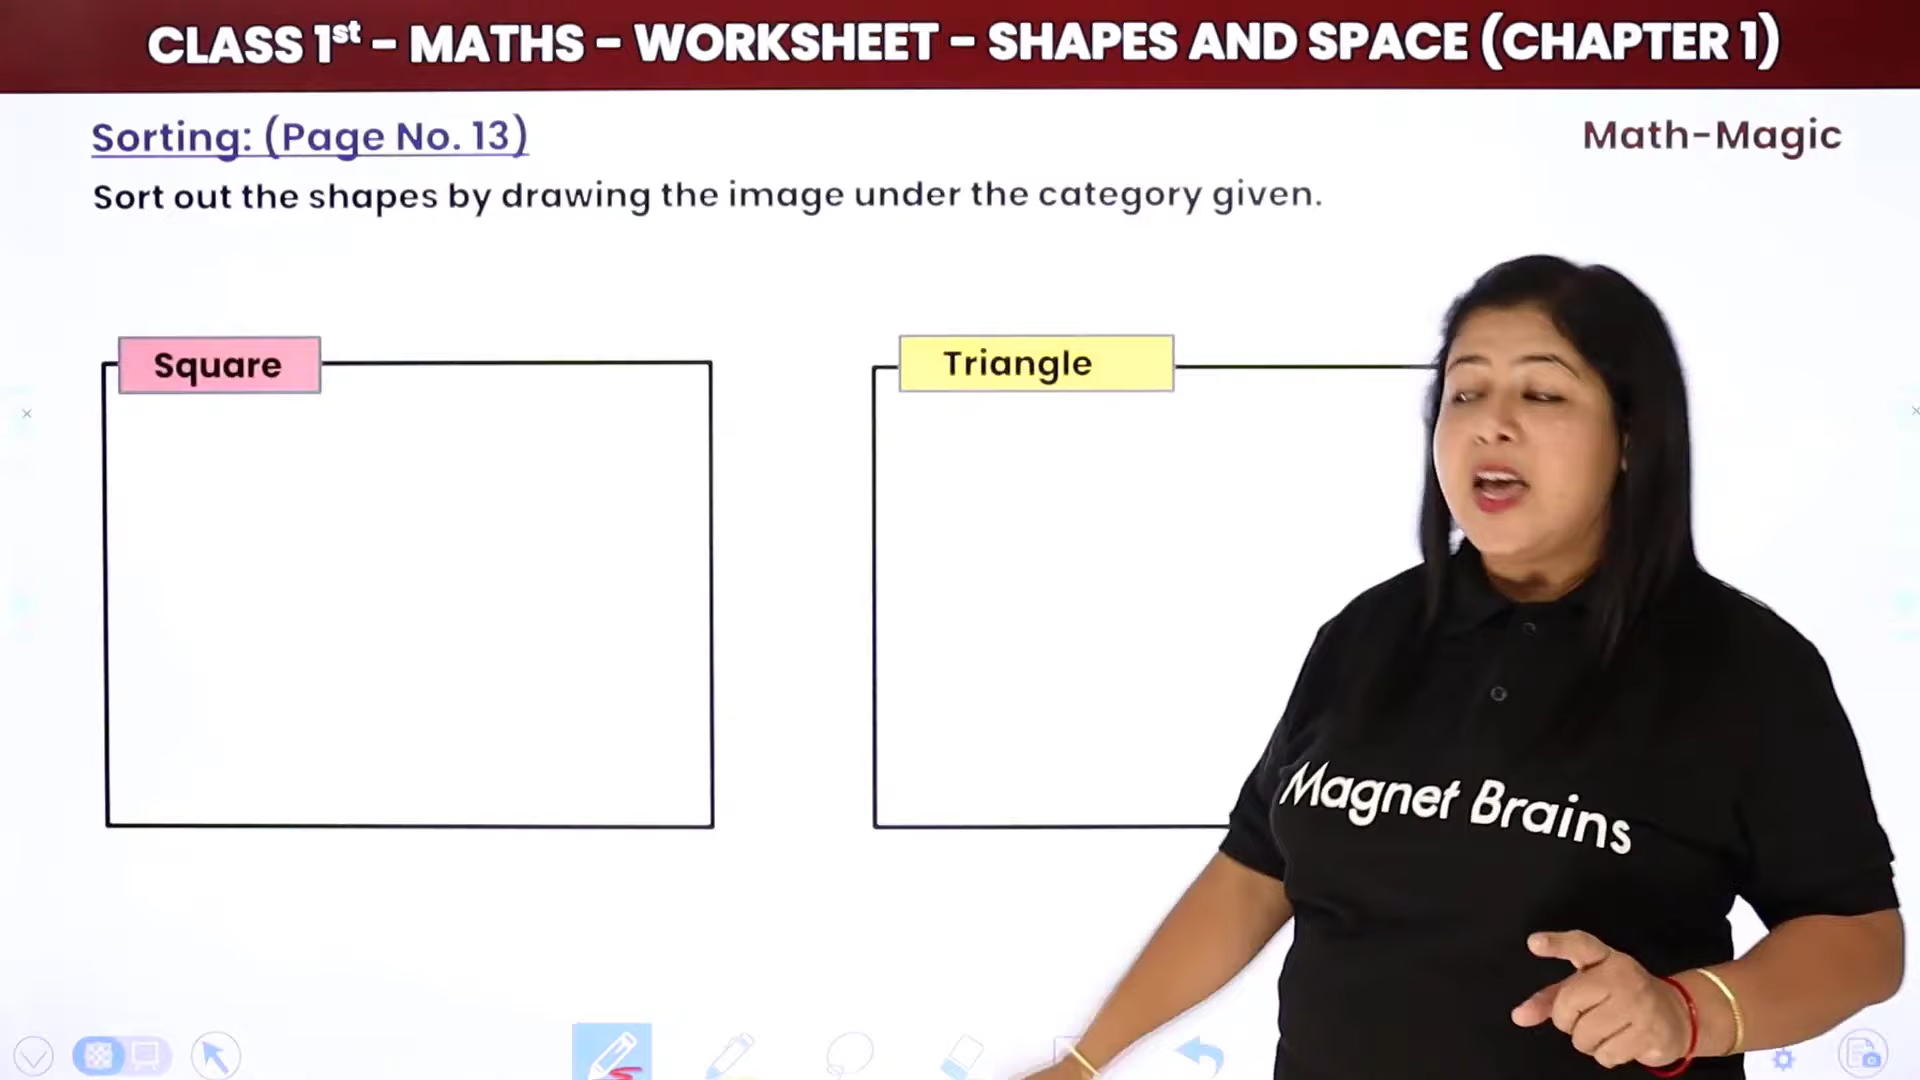 CLASS 1st - MATHS - WORKSHEET - SHAPES AND SPACE (CHAPTER 1)
Sorting: (Page No. 13)
Math-Magic
Sort out the shapes by drawing the image under the category given.
Square
Triangle
Magnet Brains